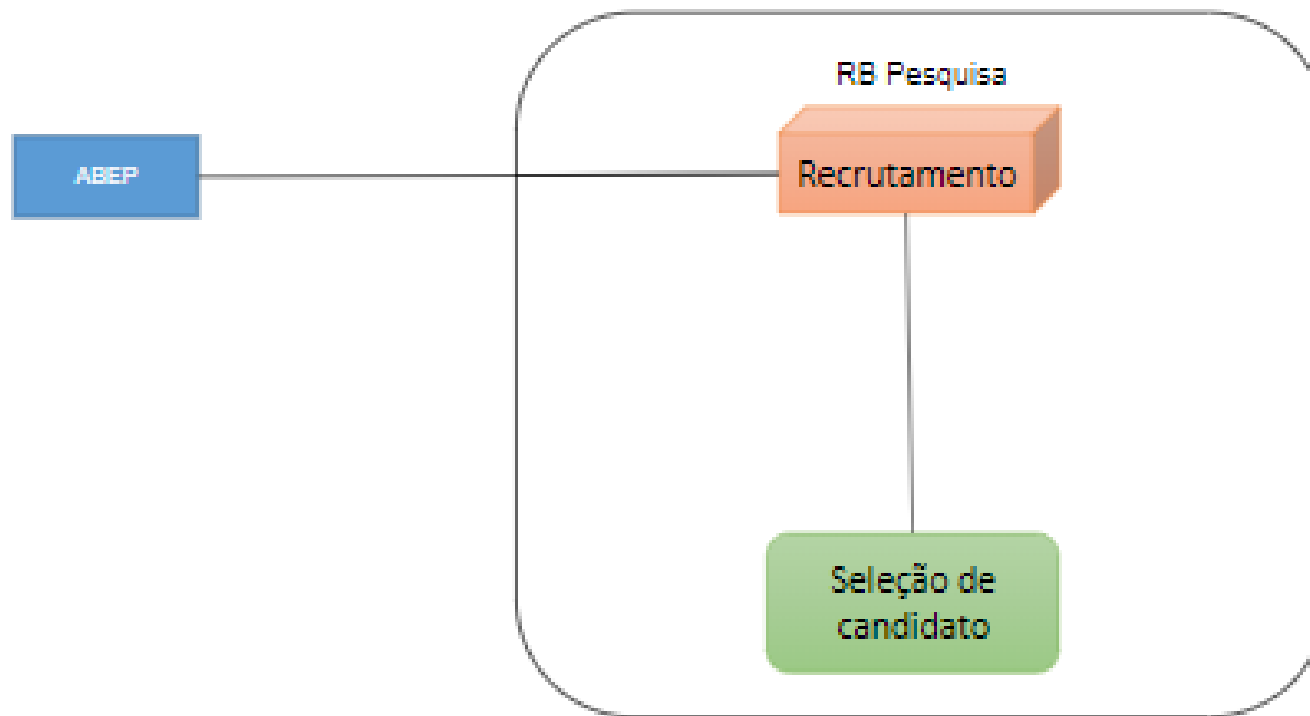 RB Pesquisa
ABEP
Recrutamento
Seleção de
candidato